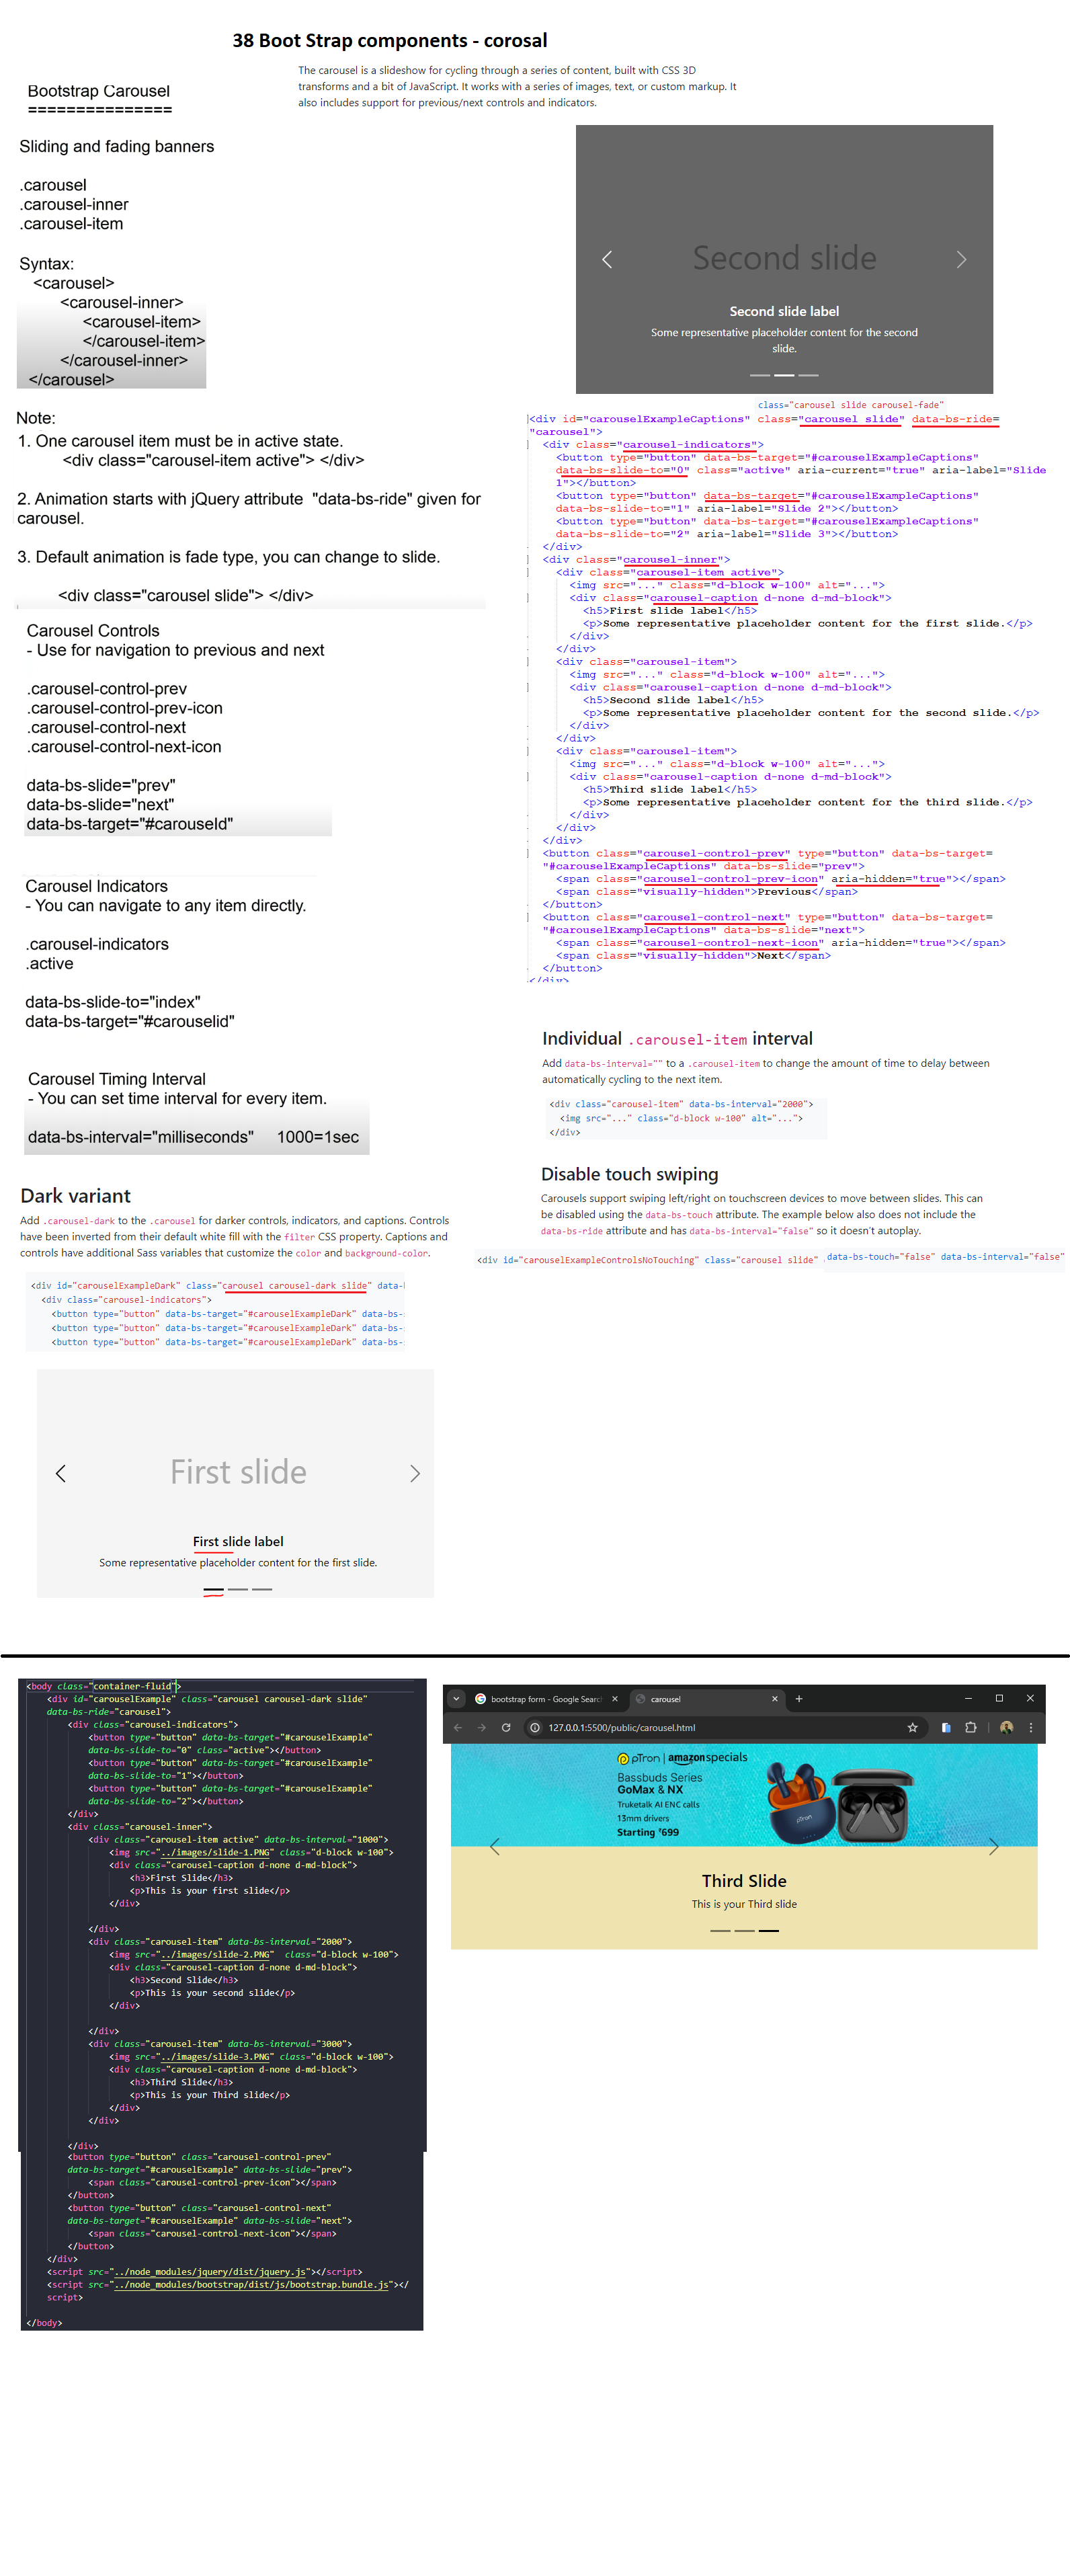 38 Boot Strap components - corosal
The carousel is a slideshow for cycling through a series of content, built with CSS 3D
transforms and a bit of JavaScript. It works with a series of images, text, or custom markup. It
also includes support for previous/next controls and indicators.
Bootstrap Carousel
===============
Sliding and fading banners
.carousel
.carousel-inner
.carousel-item
Syntax:
<carousel>
<carousel-inner>
<carousel-item>
</carousel-item>
</carousel-inner>
</carousel>
Note:
1. One carousel item must be in active state.
<div class="carousel-item active"> </div>
2. Animation starts with jQuery attribute "data-bs-ride" given for
carousel.
3. Default animation is fade type, you can change to slide.
<div class="carousel slide"> </div>
Carousel Controls
- Use for navigation to previous and next
.carousel-control-prev
.carousel-control-prev-icon
.carousel-control-next
.carousel-control-next-icon
data-bs-slide="prev"
data-bs-slide="next"
data-bs-target="#carouseId"
Carousel Indicators
- You can navigate to any item directly.
.carousel-indicators
.active
data-bs-slide-to="index"
data-bs-target="#carouselid"
Carousel Timing Interval
- You can set time interval for every item.
data-bs-interval="milliseconds" 1000=1sec
Second slide
Second slide label
Some representative placeholder content for the second
slide.
class="carousel slide carousel-fade"
<div id="carouselExampleCaptions" class="carousel slide" data-bs-ride=
"carousel">
<div class="carousel-indicators">
<button type="button" data-bs-target="#carouselExampleCaptions"
data-bs-slide-to="0" class="active" aria-current="true" aria-label="Slide
1"></button>
<button type="button" data-bs-target="#carouselExampleCaptions"
data-bs-slide-to="1" aria-label="Slide 2"></button>
<button type="button" data-bs-target="#carouselExampleCaptions"
data-bs-slide-to="2" aria-label="Slide 3"></button>
</div>
<div class="carousel-inner">
<div class="carousel-item active">
<img src="..." class="d-block w-100" alt="...">
<div class="carousel-caption d-none d-md-block">
<h5>First slide label</h5>
<p>Some representative placeholder content for the first slide.</p>
</div>
</div>
<div class="carousel-item">
<img src="..." class="d-block w-100" alt="...">
<div class="carousel-caption d-none d-md-block">
<h5>Second slide label</h5>
<p>Some representative placeholder content for the second slide.</p>
</div>
</div>
<div class="carousel-item">
<img src="..." class="d-block w-100" alt="...">
<div class="carousel-caption d-none d-md-block">
<h5>Third slide label</h5>
<p>Some representative placeholder content for the third slide.</p>
</div>
</div>
</div>
<button class="carousel-control-prev" type="button" data-bs-target=
"#carouselExampleCaptions" data-bs-slide="prev">
<span class="carousel-control-prev-icon" aria-hidden="true"></span>
<span class="visually-hidden">Previous</span>
</button>
<button class="carousel-control-next" type="button" data-bs-target=
"#carouselExampleCaptions" data-bs-slide="next">
<span class="carousel-control-next-icon" aria-hidden="true"></span>
<span class="visually-hidden">Next</span>
</button>
</div>
Individual .carousel-item interval
Add data-bs-interval="" to a .carousel-item to change the amount of time to delay between
automatically cycling to the next item.
<div class="carousel-item" data-bs-interval="2000">
<img src="..." class="d-block w-100" alt="...">
</div>
Disable touch swiping
Carousels support swiping left/right on touchscreen devices to move between slides. This can
be disabled using the data-bs-touch attribute. The example below also does not include the
data-bs-ride attribute and has data-bs-interval="false" so it doesn't autoplay.
<div id="carouselExampleControlsNoTouching" class="carousel slide" data-bs-touch="false" data-bs-interval="false"
Dark variant
Add .carousel-dark to the .carousel for darker controls, indicators, and captions. Controls
have been inverted from their default white fill with the filter CSS property. Captions and
controls have additional Sass variables that customize the color and background-color.
<div id="carouselExampleDark" class="carousel carousel-dark slide" data-b
<div class="carousel-indicators">
<button type="button" data-bs-target="#carouselExampleDark" data-bs-
<button type="button" data-bs-target="#carouselExampleDark" data-bs-
<button type="button" data-bs-target="#carouselExampleDark" data-bs-
First slide
First slide label
Some representative placeholder content for the first slide.
<body class="container-fluid">
<div id="carouselExample" class="carousel carousel-dark slide"
data-bs-ride="carousel">
<div class="carousel-indicators">
<button type="button" data-bs-target="#carouselExample"
data-bs-slide-to="0" class="active"></button>
<button type="button" data-bs-target="#carouselExample"
data-bs-slide-to="1"></button>
<button type="button" data-bs-target="#carouselExample"
data-bs-slide-to="2"></button>
</div>
<div class="carousel-inner">
<div class="carousel-item active" data-bs-interval="1000">
<img src="../images/slide-1.PNG" class="d-block w-100">
<div class="carousel-caption d-none d-md-block">
<h3>First Slide</h3>
<p>This is your first slide</p>
</div>
</div>
<div class="carousel-item" data-bs-interval="2000">
<img src="../images/slide-2.PNG" class="d-block w-100">
<div class="carousel-caption d-none d-md-block">
<h3>Second Slide</h3>
<p>This is your second slide</p>
</div>
</div>
<div class="carousel-item" data-bs-interval="3000">
<img src="../images/slide-3.PNG" class="d-block w-100">
<div class="carousel-caption d-none d-md-block">
<h3>Third Slide</h3>
<p>This is your Third slide</p>
</div>
</div>
</div>
<button type="button" class="carousel-control-prev"
data-bs-target="#carouselExample" data-bs-slide="prev">
<span class="carousel-control-prev-icon"></span>
</button>
<button type="button" class="carousel-control-next"
data-bs-target="#carouselExample" data-bs-slide="next">
<span class="carousel-control-next-icon"></span>
</button>
</div>
<script src="../node_modules/jquery/dist/jquery.js"></script>
<script src="../node_modules/bootstrap/dist/js/bootstrap.bundle.js"></
script>
</body>
bootstrap form - Google Search
carousel
127.0.0.1:5500/public/carousel.html
pTron | amazonspecials
Bassbuds Series
GoMax & NX
Truketalk AI ENC calls
13mm drivers
Starting ₹699
pTron
Third Slide
This is your Third slide